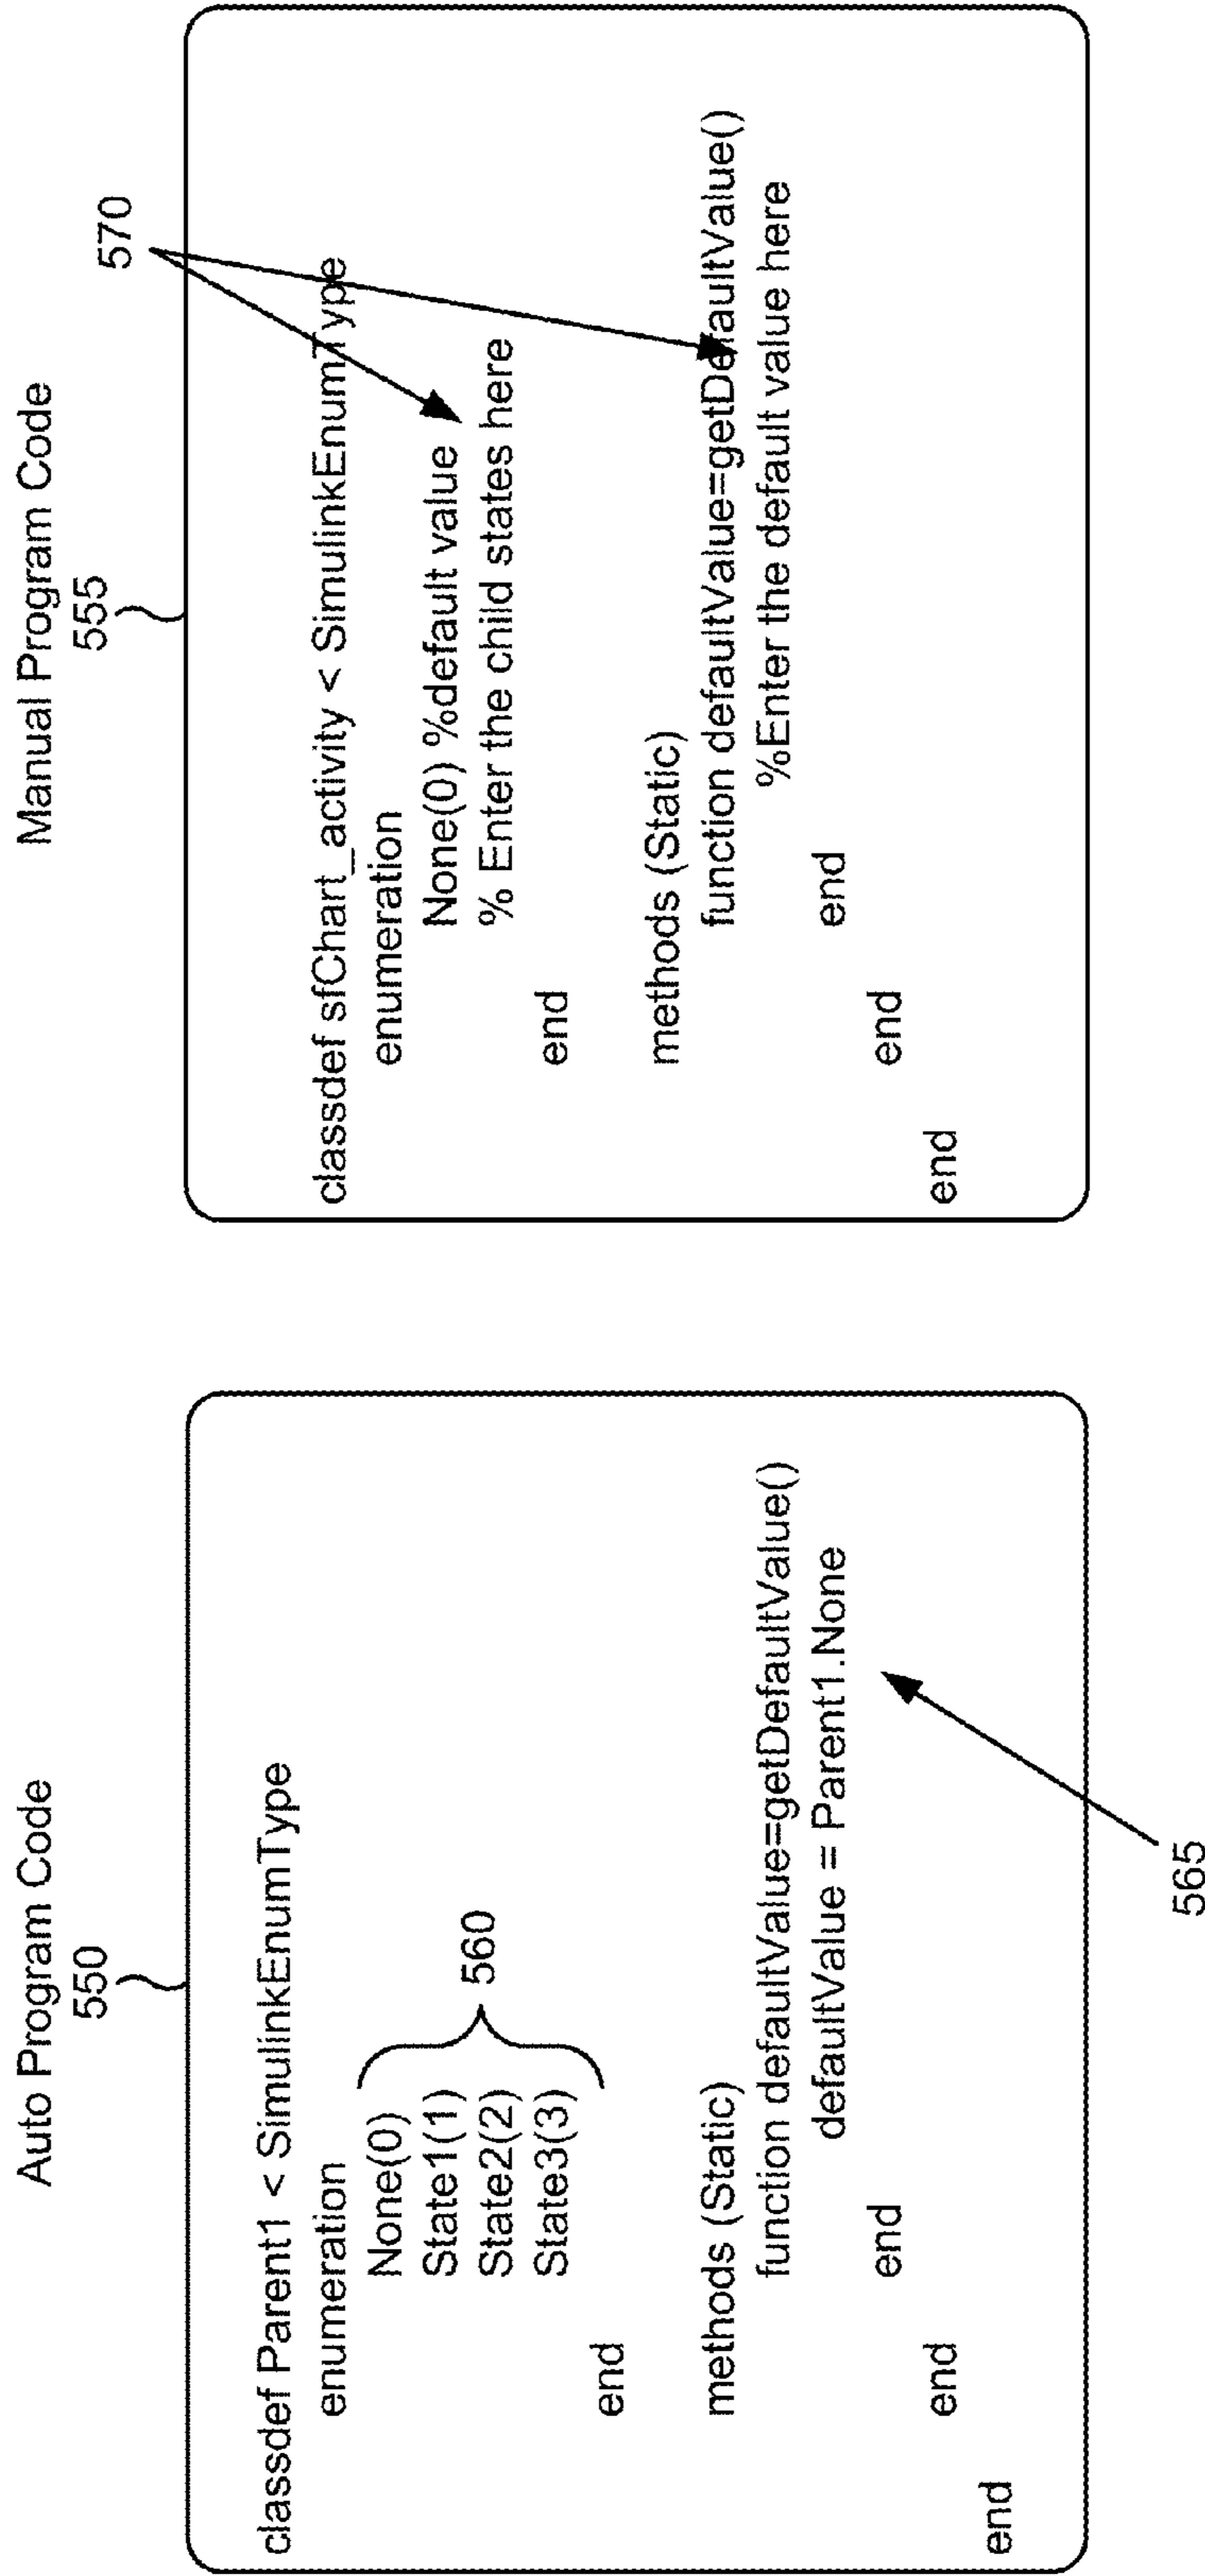 Auto Program Code
550
classdef Parent1 < SimulinkEnumType
enumeration
None(0)
State1(1)
State2(2)
State3(3)
560
end
methods (Static)
function defaultValue=getDefaultValue()
defaultValue = Parent1.None
end
end
end
565
Manual Program Code
555
570
classdef sfChart_activity < SimulinkEnumType
enumeration
None(0) %default value
% Enter the child states here
end
methods (Static)
function defaultValue=getDefaultValue()
%Enter the default value here
end
end
end